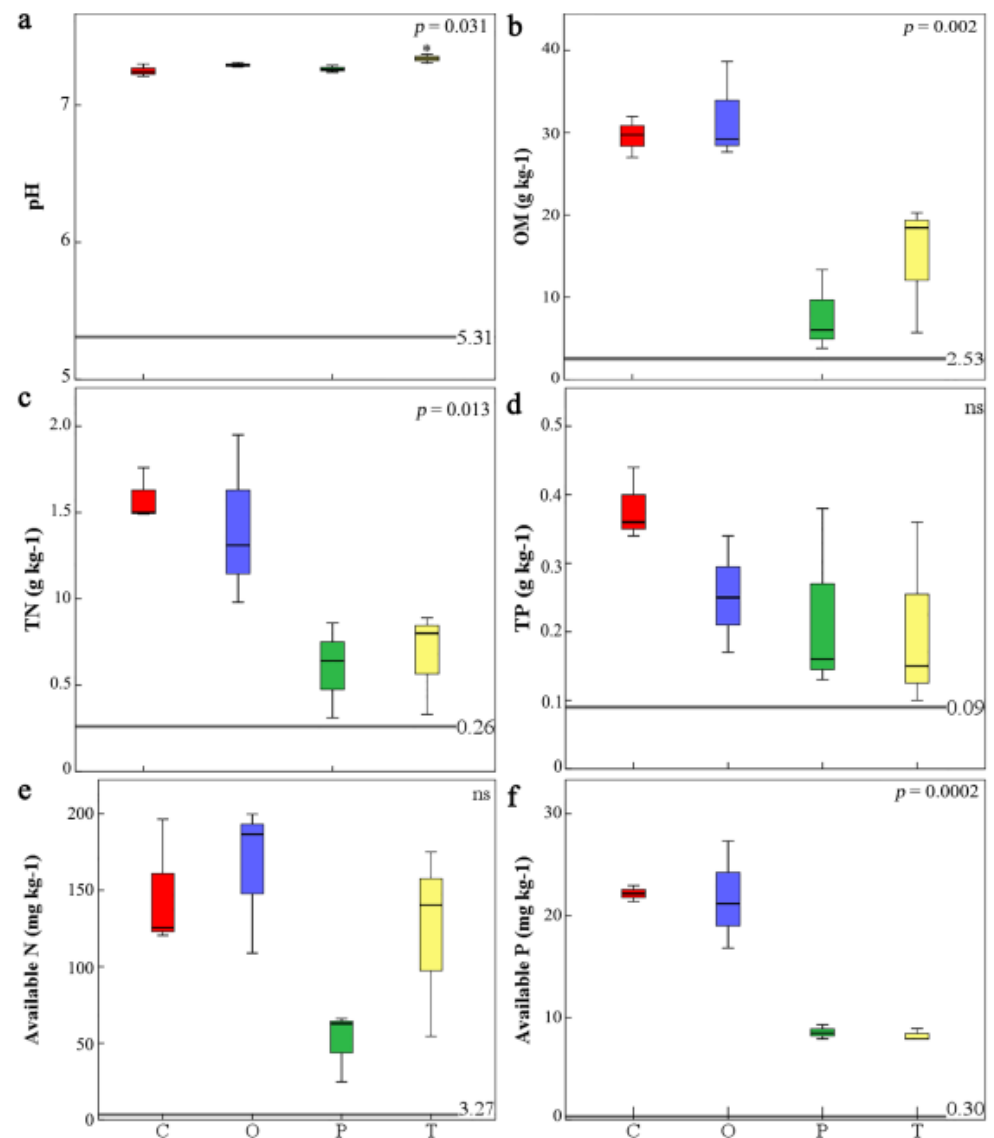 a
p = 0.031
pH
7
6
5
5.31
*
b
p = 0.002
OM (g kg-1)
40
30
20
10
0
2.53
c
p = 0.013
TN (g kg-1)
2.0
1.5
10
0.5
0
0.26
d
ns
TP (g kg-1)
0.5
0.4
0.3
0.2
0.1
0
0.09
e
ns
Available N (mg kg-1)
200
150
100
50
0
3.27
C O P T
f
p = 0.0002
Available P (mg kg-1)
30
20
10
0
0.30
C O P T